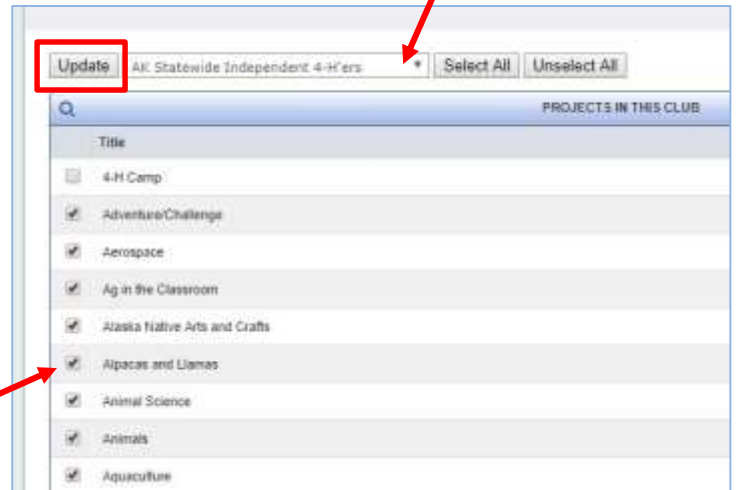 Update AK Statewide Independent 4-H'ers Select All Unselect All
PROJECTS IN THIS CLUB
Title
4-H Camp
Adventure/Challenge
Aerospace
Ag in the Classroom
Alaska Native Arts and Crafts
Alpacas and Llamas
Animal Science
Animals
Aquaculture